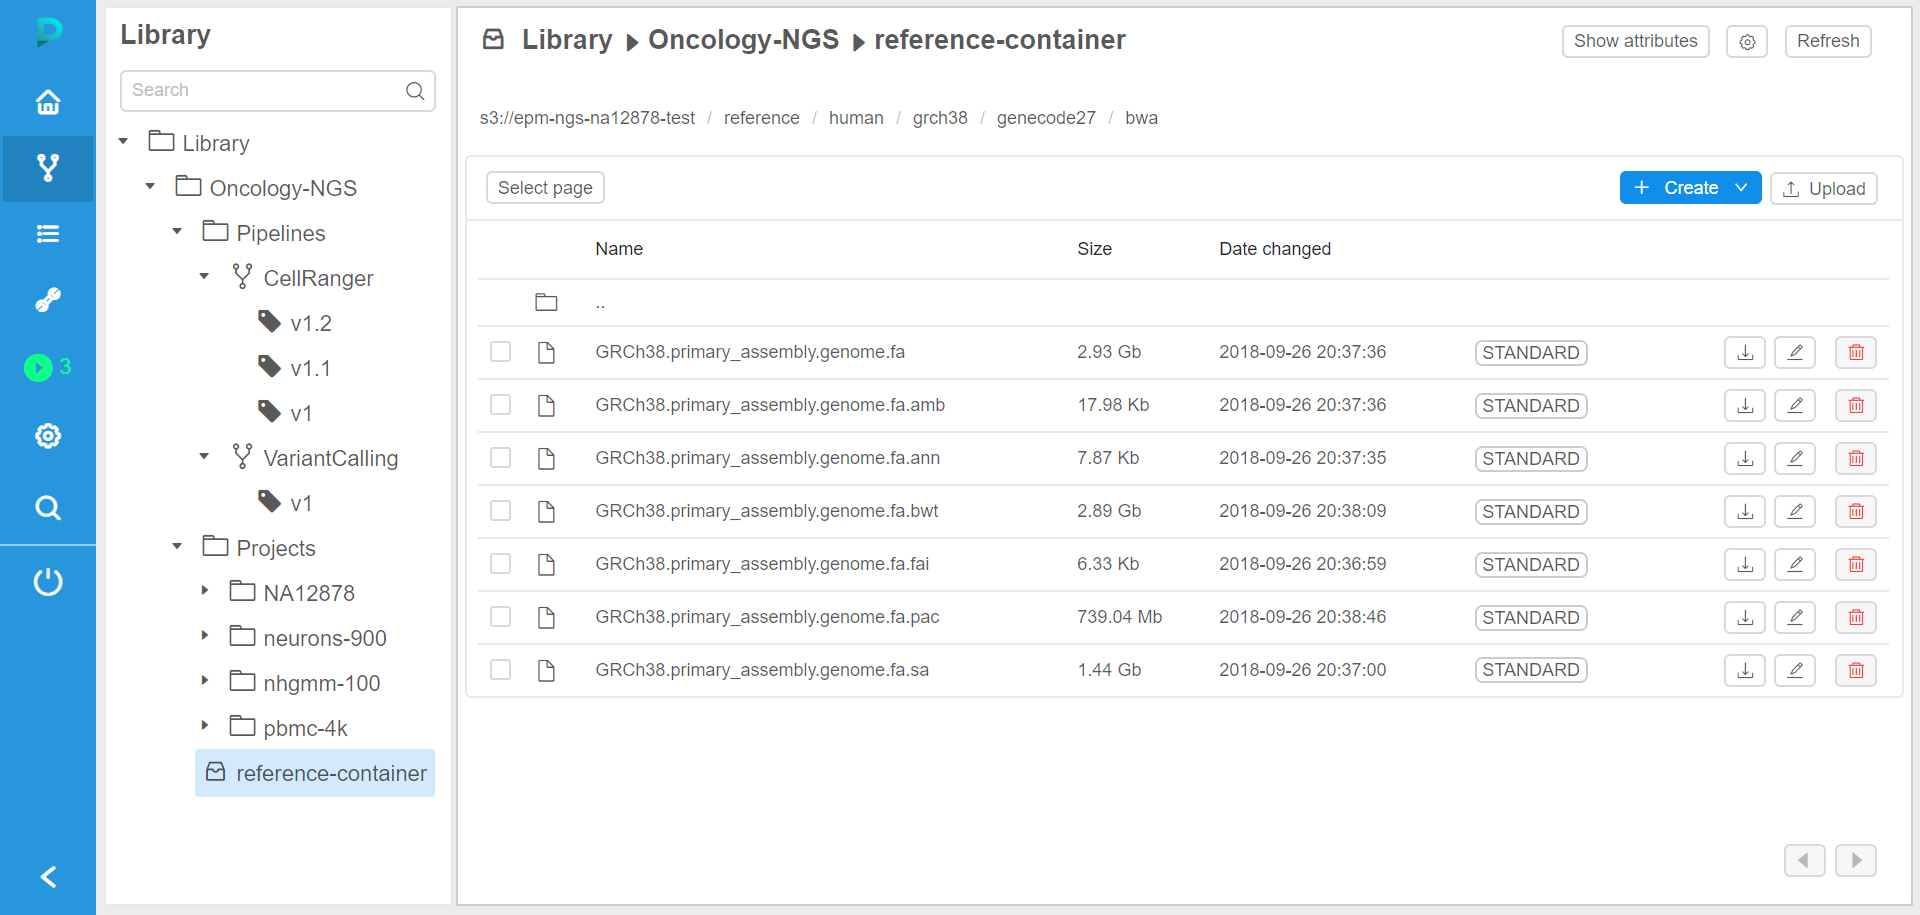 Library
Search
Library
Oncology-NGS
Pipelines
CellRanger
v1.2
v1.1
v1
VariantCalling
v1
Projects
NA12878
neurons-900
nhgmm-100
pbmc-4k
reference-container
3
Library ▶ Oncology-NGS ▶ reference-container
Show attributes Refresh
s3://epm-ngs-na12878-test / reference / human / grch38 / genecode27 / bwa
Select page + Create Upload
Name Size Date changed
..
GRCh38.primary_assembly.genome.fa 2.93 Gb 2018-09-26 20:37:36 STANDARD
GRCh38.primary_assembly.genome.fa.amb 17.98 Kb 2018-09-26 20:37:36 STANDARD
GRCh38.primary_assembly.genome.fa.ann 7.87 Kb 2018-09-26 20:37:35 STANDARD
GRCh38.primary_assembly.genome.fa.bwt 2.89 Gb 2018-09-26 20:38:09 STANDARD
GRCh38.primary_assembly.genome.fa.fai 6.33 Kb 2018-09-26 20:36:59 STANDARD
GRCh38.primary_assembly.genome.fa.pac 739.04 Mb 2018-09-26 20:38:46 STANDARD
GRCh38.primary_assembly.genome.fa.sa 1.44 Gb 2018-09-26 20:37:00 STANDARD